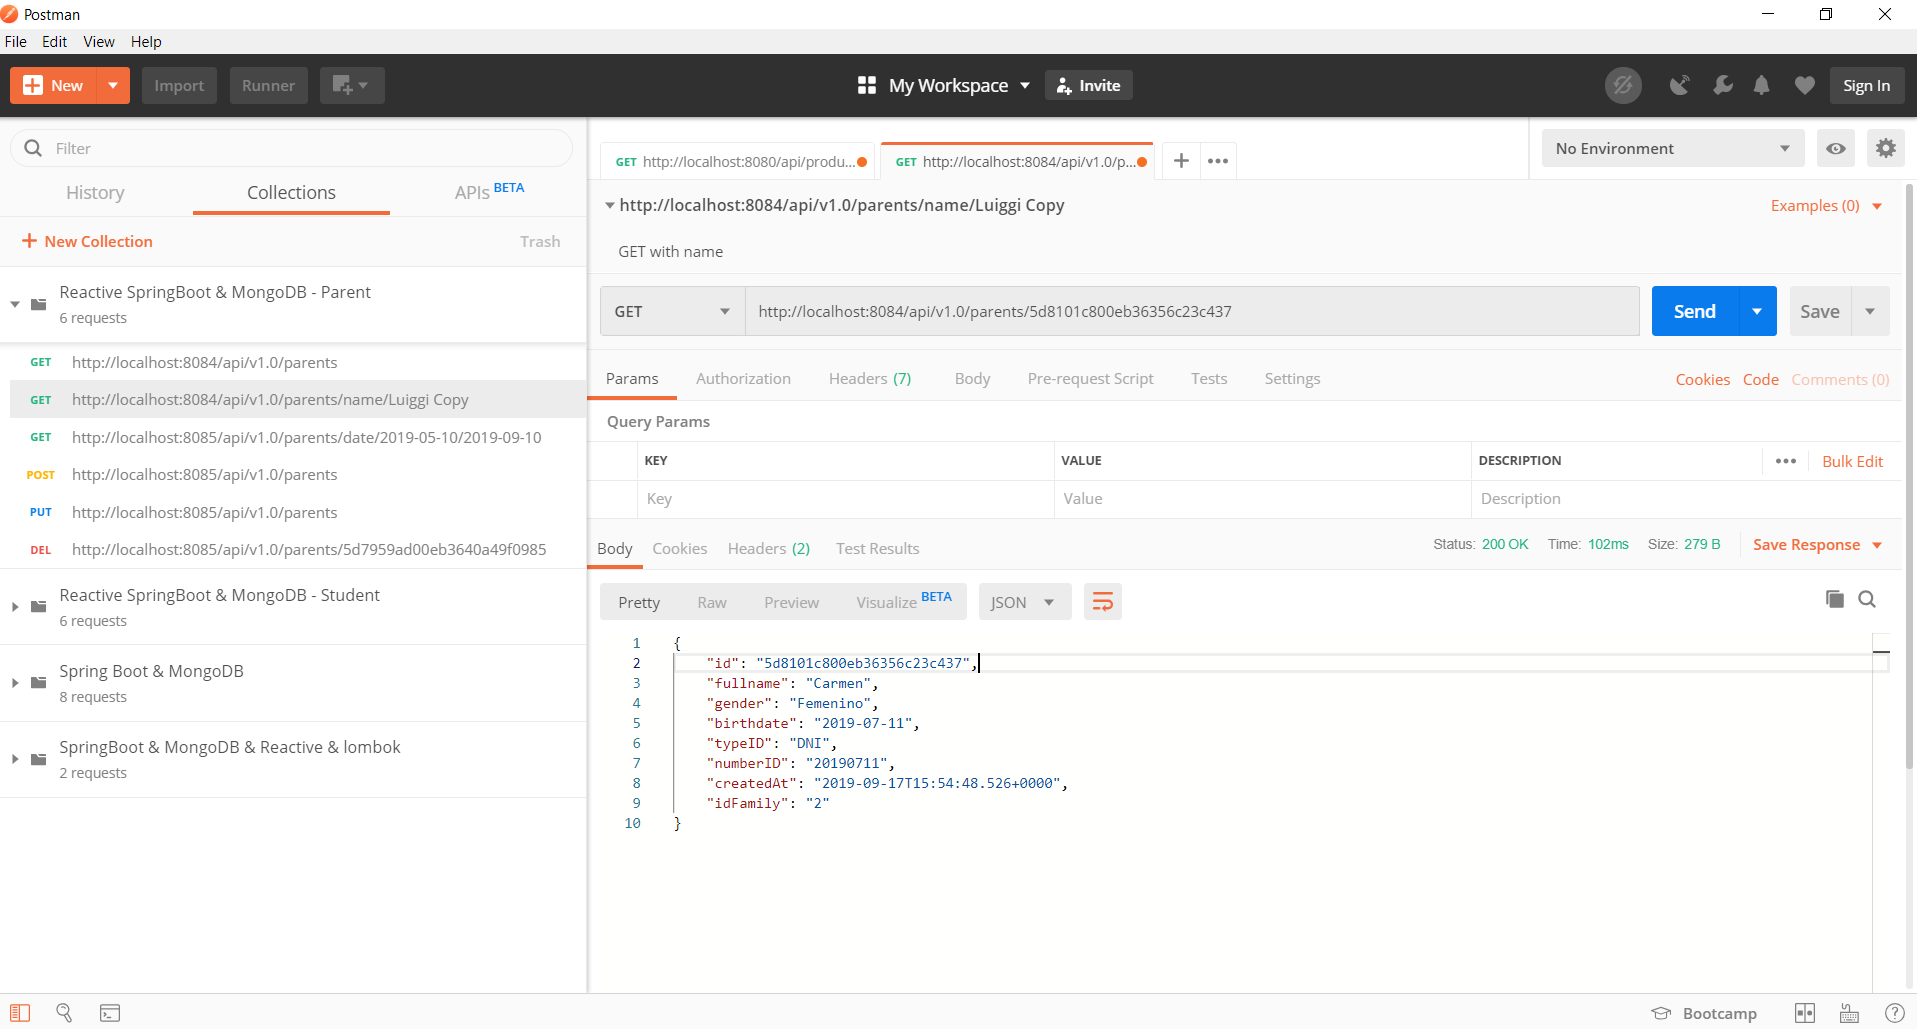 Postman
File Edit View Help
New Import Runner My Workspace Invite Sign In
Filter
History Collections APIs BETA
New Collection Trash
Reactive SpringBoot & MongoDB - Parent
6 requests
GET http://localhost:8084/api/v1.0/parents
GET http://localhost:8084/api/v1.0/parents/name/Luiggi Copy
GET http://localhost:8085/api/v1.0/parents/date/2019-05-10/2019-09-10
POST http://localhost:8085/api/v1.0/parents
PUT http://localhost:8085/api/v1.0/parents
DEL http://localhost:8085/api/v1.0/parents/5d7959ad00eb3640a49f0985
Reactive SpringBoot & MongoDB - Student
6 requests
Spring Boot & MongoDB
8 requests
SpringBoot & MongoDB & Reactive & lombok
2 requests
GET http://localhost:8080/api/produ... GET http://localhost:8084/api/v1.0/p... No Environment
http://localhost:8084/api/v1.0/parents/name/Luiggi Copy Examples (0)
GET with name
GET http://localhost:8084/api/v1.0/parents/5d8101c800eb36356c23c437 Send Save
Params Authorization Headers (7) Body Pre-request Script Tests Settings Cookies Code Comments (0)
Query Params
KEY VALUE DESCRIPTION Bulk Edit
Key Value Description
Body Cookies Headers (2) Test Results Status: 200 OK Time: 102ms Size: 279 B Save Response
Pretty Raw Preview Visualize BETA JSON
1 {
2 "id": "5d8101c800eb36356c23c437",
3 "fullname": "Carmen",
4 "gender": "Femenino",
5 "birthdate": "2019-07-11",
6 "typeID": "DNI",
7 "numberID": "20190711",
8 "createdAt": "2019-09-17T15:54:48.526+0000",
9 "idFamily": "2"
10 }
Bootcamp